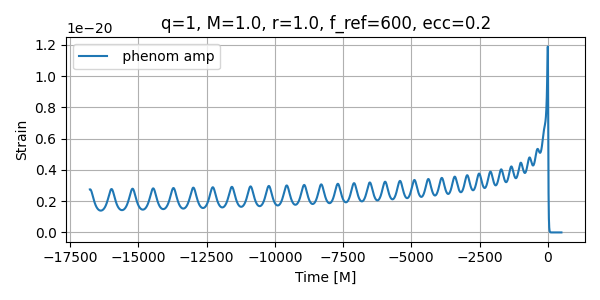 q=1, M=1.0, r=1.0, f_ref=600, ecc=0.2
1e−20
phenom amp
1.2
1.0
0.8
0.6
0.4
0.2
0.0
Strain
−17500 −15000 −12500 −10000 −7500 −5000 −2500 0
Time [M]